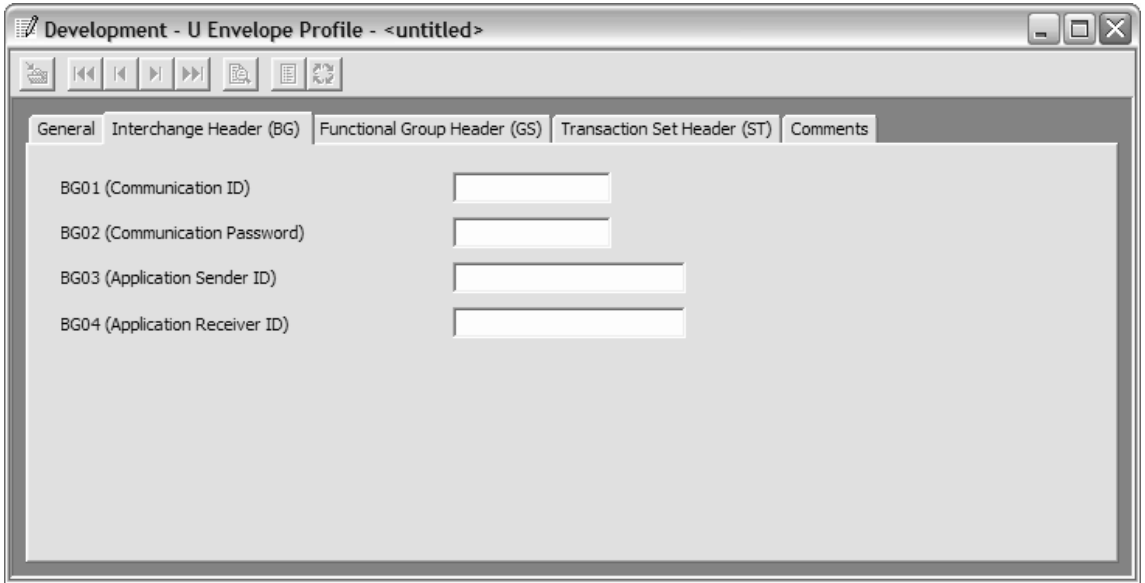 Development - U Envelope Profile - <untitled>
General Interchange Header (BG) Functional Group Header (GS) Transaction Set Header (ST) Comments
BG01 (Communication ID)
BG02 (Communication Password)
BG03 (Application Sender ID)
BG04 (Application Receiver ID)